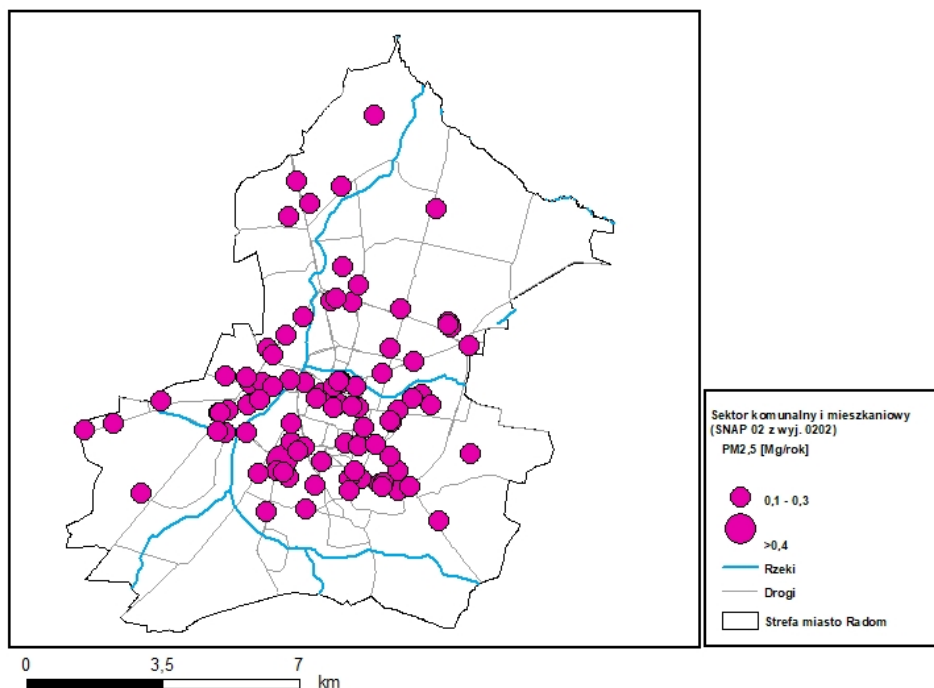 Sektor komunalny i mieszkaniowy
(SNAP 02 z wyj. 0202)
PM2,5 [Mg/rok]
0,1 - 0,3
>0,4
Rzeki
Drogi
Strefa miasto Radom
0 3,5 7
km